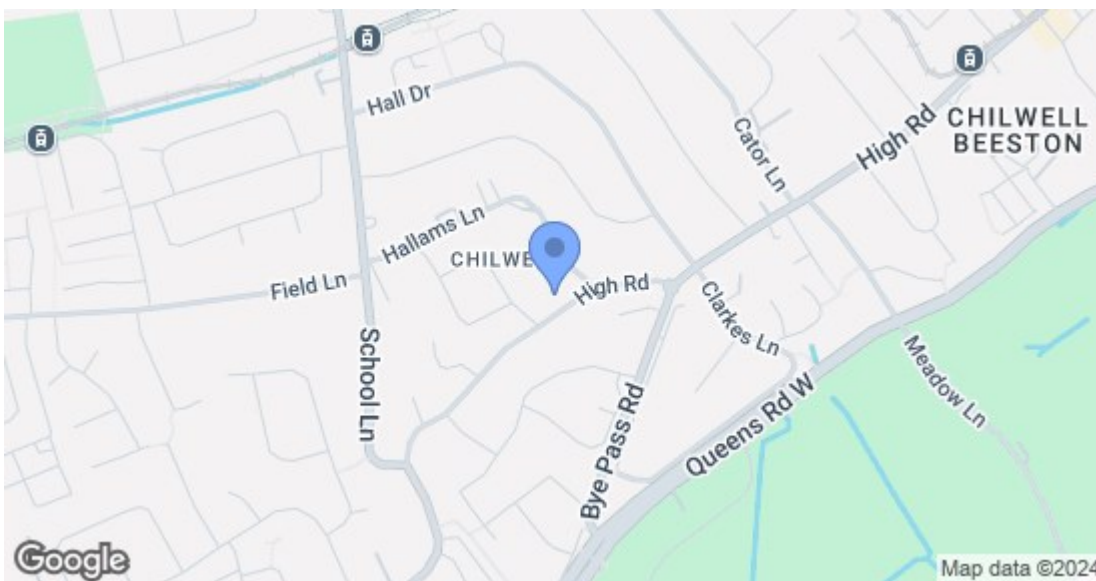 Hall Dr
Cator Ln
High Rd
CHILWELL
BEESTON
Hallams Ln
CHILWE
Field Ln
High Rd
Clarkes Ln
School Ln
Meadow Ln
Queens Rd W
Bye Pass Rd
Google
Map data ©2024